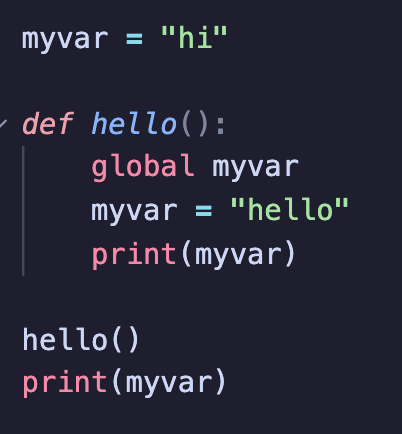 myvar = "hi"
def hello():
    global myvar
    myvar = "hello"
    print(myvar)
hello()
print(myvar)